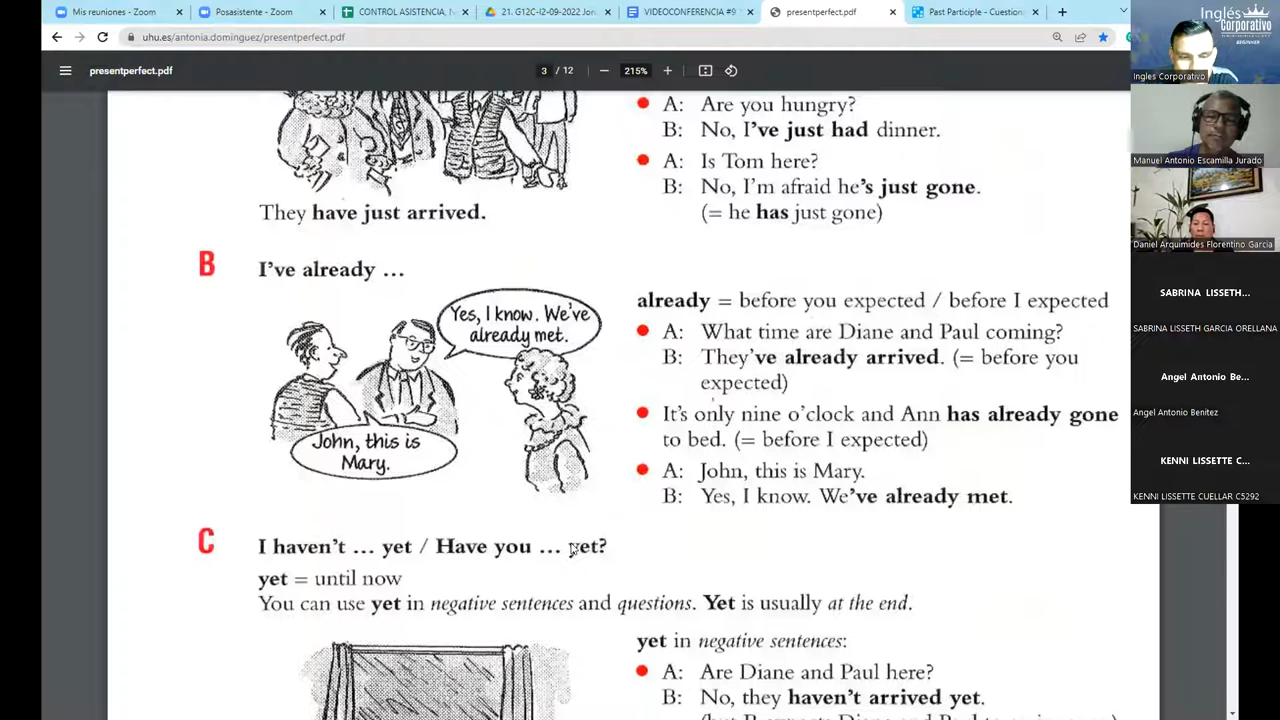 Mis reuniones - Zoom
Posasistente - Zoom
CONTROL ASISTENCIA, N
21. G12C-I2-09-2022 Jor
VIDEOCONFERENCIA #9
presentpefect.pdf
Past Participle - Cuestion
uhu.es/antonia.dominguez/presentperfect.pdf
presentperfect.pdf
3 / 12
215%
Inglés
Corporativo
BEGINNER
Ingles Corporativo
Manuel Antonio Escamilla Jurado
Daniel Arquimides Florentino Garcia
SABRINA LISSETH...
SABRINA LISSETH GARCIA ORELLANA
Angel Antonio Be...
Angel Antonio Benitez
KENNI LISSETTE C...
KENNI LISSETTE CUELLAR C5292
They have just arrived.
A: Are you hungry?
B: No, I've just had dinner.
A: Is Tom here?
B: No, I'm afraid he's just gone.
(= he has just gone)
B
I've already ...
Yes, I know. We've
already met.
John, this is
Mary.
already = before you expected / before I expected
A: What time are Diane and Paul coming?
B: They've already arrived. (= before you
expected)
It's only nine o'clock and Ann has already gone
to bed. (= before I expected)
A: John, this is Mary.
B: Yes, I know. We've already met.
C
I haven't ... yet / Have you ... yet?
yet = until now
You can use yet in negative sentences and questions. Yet is usually at the end.
yet in negative sentences:
A: Are Diane and Paul here?
B: No, they haven't arrived yet.